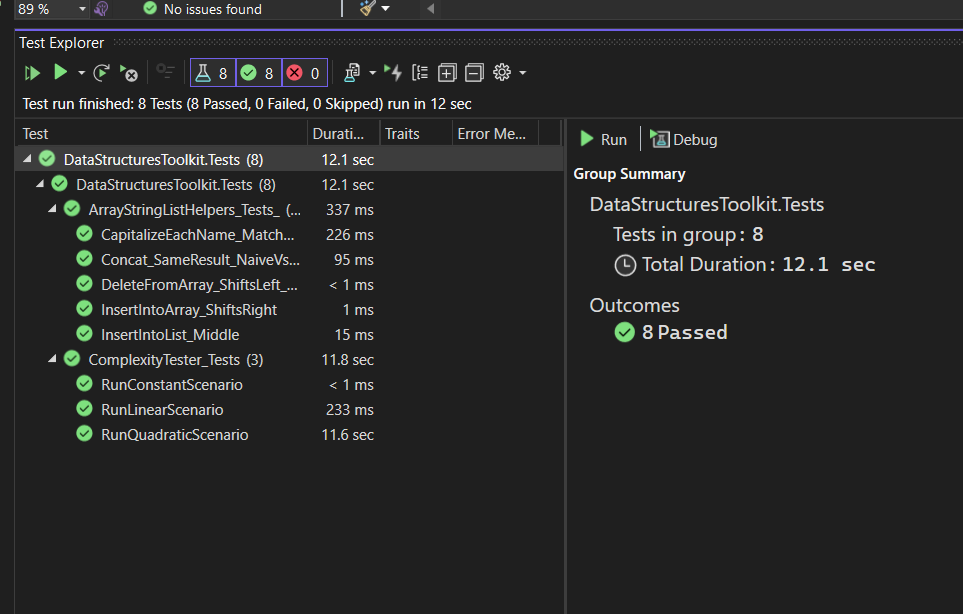 89 %
No issues found
Test Explorer
8 8 0
Test run finished: 8 Tests (8 Passed, 0 Failed, 0 Skipped) run in 12 sec
Test Durati... Traits Error Me...
DataStructuresToolkit.Tests (8) 12.1 sec
DataStructuresToolkit.Tests (8) 12.1 sec
ArrayStringListHelpers_Tests_ (... 337 ms
CapitalizeEachName_Match... 226 ms
Concat_SameResult_NaiveVs... 95 ms
DeleteFromArray_ShiftsLeft_... < 1 ms
InsertIntoArray_ShiftsRight 1 ms
InsertIntoList_Middle 15 ms
ComplexityTester_Tests (3) 11.8 sec
RunConstantScenario < 1 ms
RunLinearScenario 233 ms
RunQuadraticScenario 11.6 sec
Run Debug
Group Summary
DataStructuresToolkit.Tests
Tests in group: 8
Total Duration: 12.1 sec
Outcomes
8 Passed